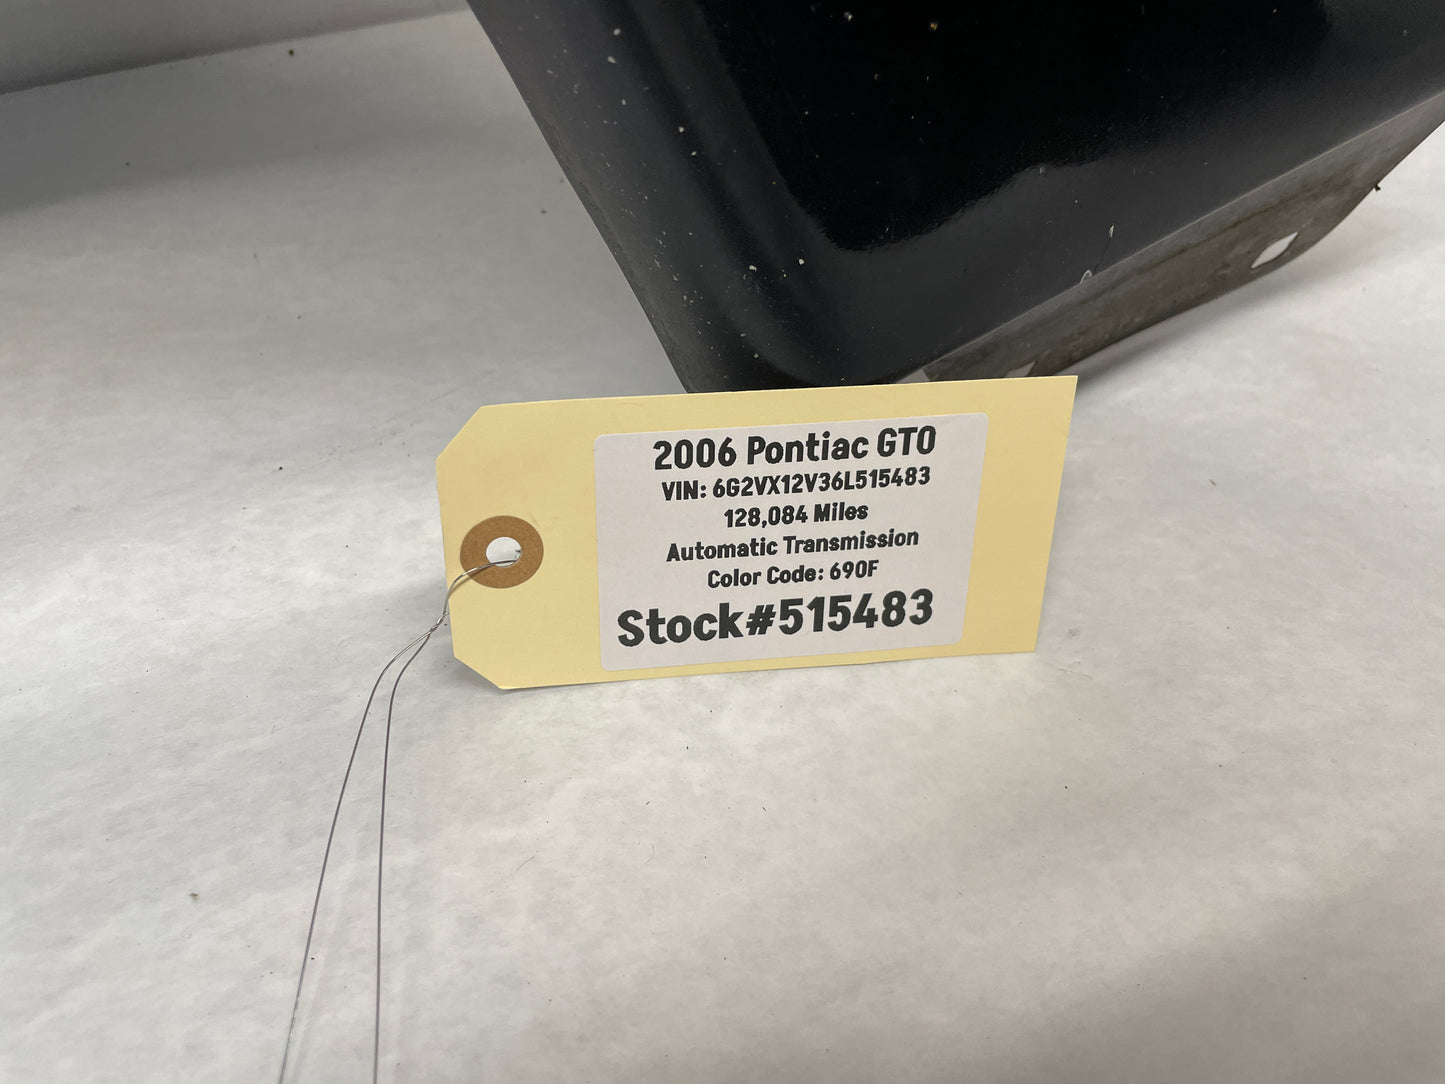 2006 Pontiac GTO
VIN: 6G2VX12V36L515483
128,084 Miles
Automatic Transmission
Color Code: 690F
Stock#515483